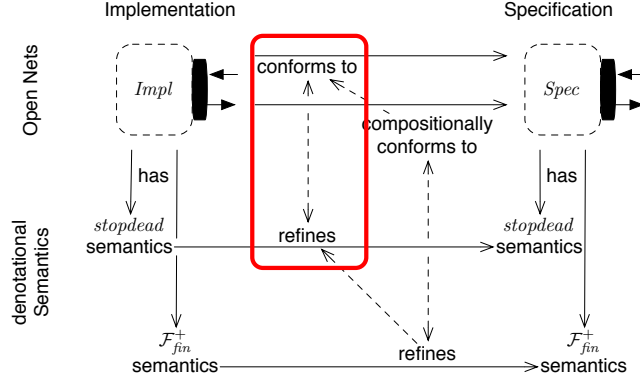 Implementation
Specification
Open Nets
Impl
conforms to
Spec
compositionally
conforms to
has
has
stopdead
semantics
refines
stopdead
semantics
denotational
Semantics
F+fin
semantics
refines
F+fin
semantics